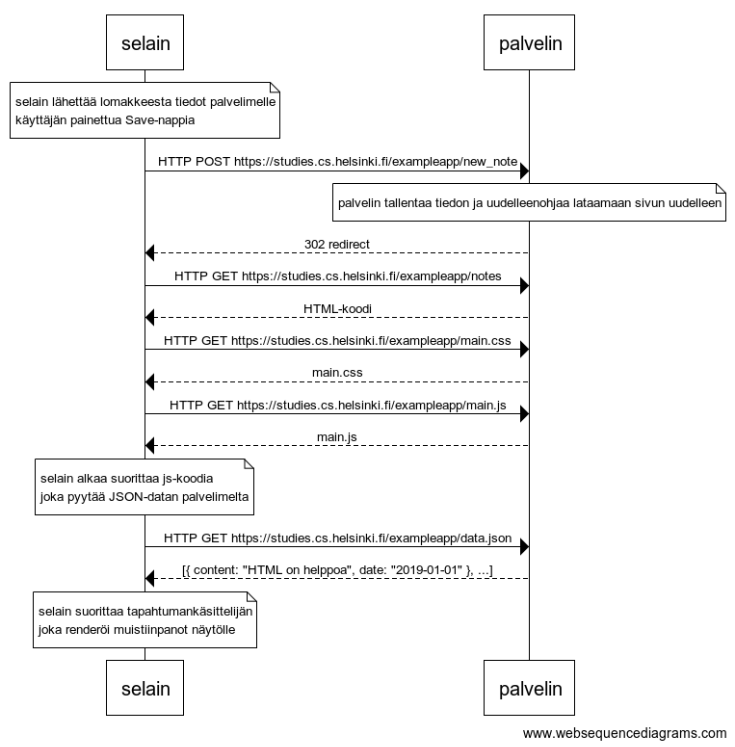 selain palvelin
selain lähettää lomakkeesta tiedot palvelimelle
käyttäjän painettua Save-nappia
HTTP POST https://studies.cs.helsinki.fi/exampleapp/new_note
palvelin tallentaa tiedon ja uudelleenohjaa lataamaan sivun uudelleen
302 redirect
HTTP GET https://studies.cs.helsinki.fi/exampleapp/notes
HTML-koodi
HTTP GET https://studies.cs.helsinki.fi/exampleapp/main.css
main.css
HTTP GET https://studies.cs.helsinki.fi/exampleapp/main.js
main.js
selain alkaa suorittaa js-koodia
joka pyytää JSON-datan palvelimelta
HTTP GET https://studies.cs.helsinki.fi/exampleapp/data.json
[{ content: "HTML on helppoa", date: "2019-01-01" }, ...]
selain suorittaa tapahtumankäsittelijän
joka renderöi muistiinpanot näytölle
selain palvelin
www.websequencediagrams.com